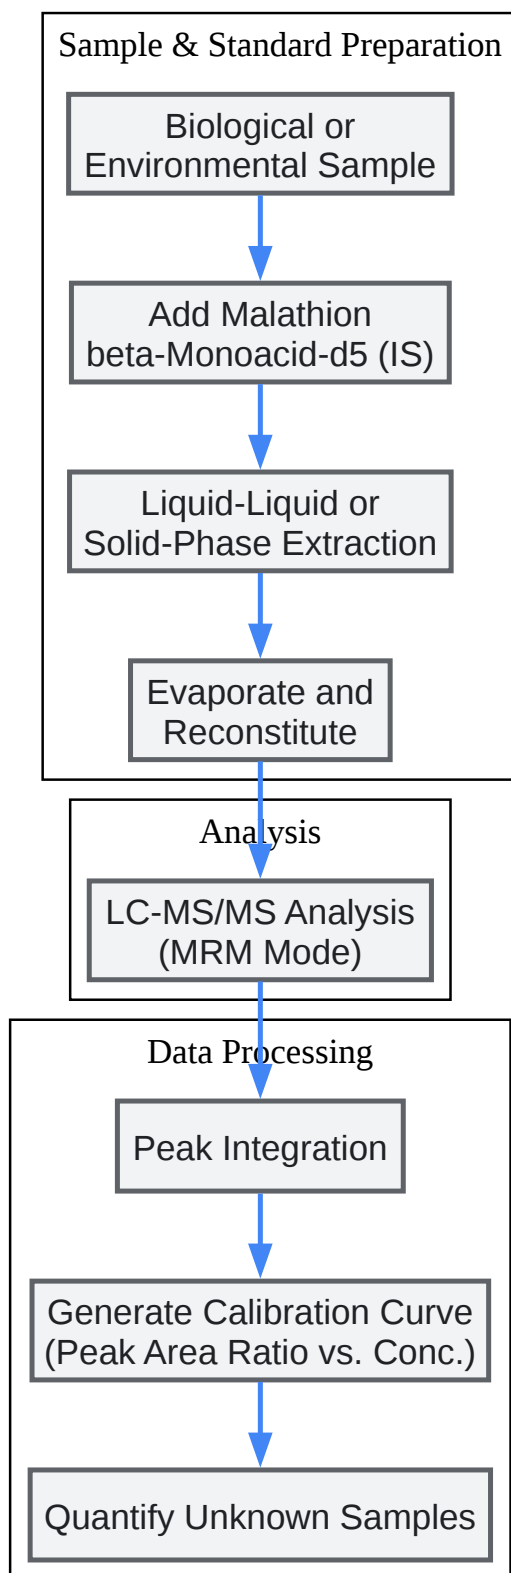 Sample & Standard Preparation
Biological or
Environmental Sample
Add Malathion
beta-Monoacid-d5 (IS)
Liquid-Liquid or
Solid-Phase Extraction
Evaporate and
Reconstitute
Analysis
LC-MS/MS Analysis
(MRM Mode)
Data Processing
Peak Integration
Generate Calibration Curve
(Peak Area Ratio vs. Conc.)
Quantify Unknown Samples